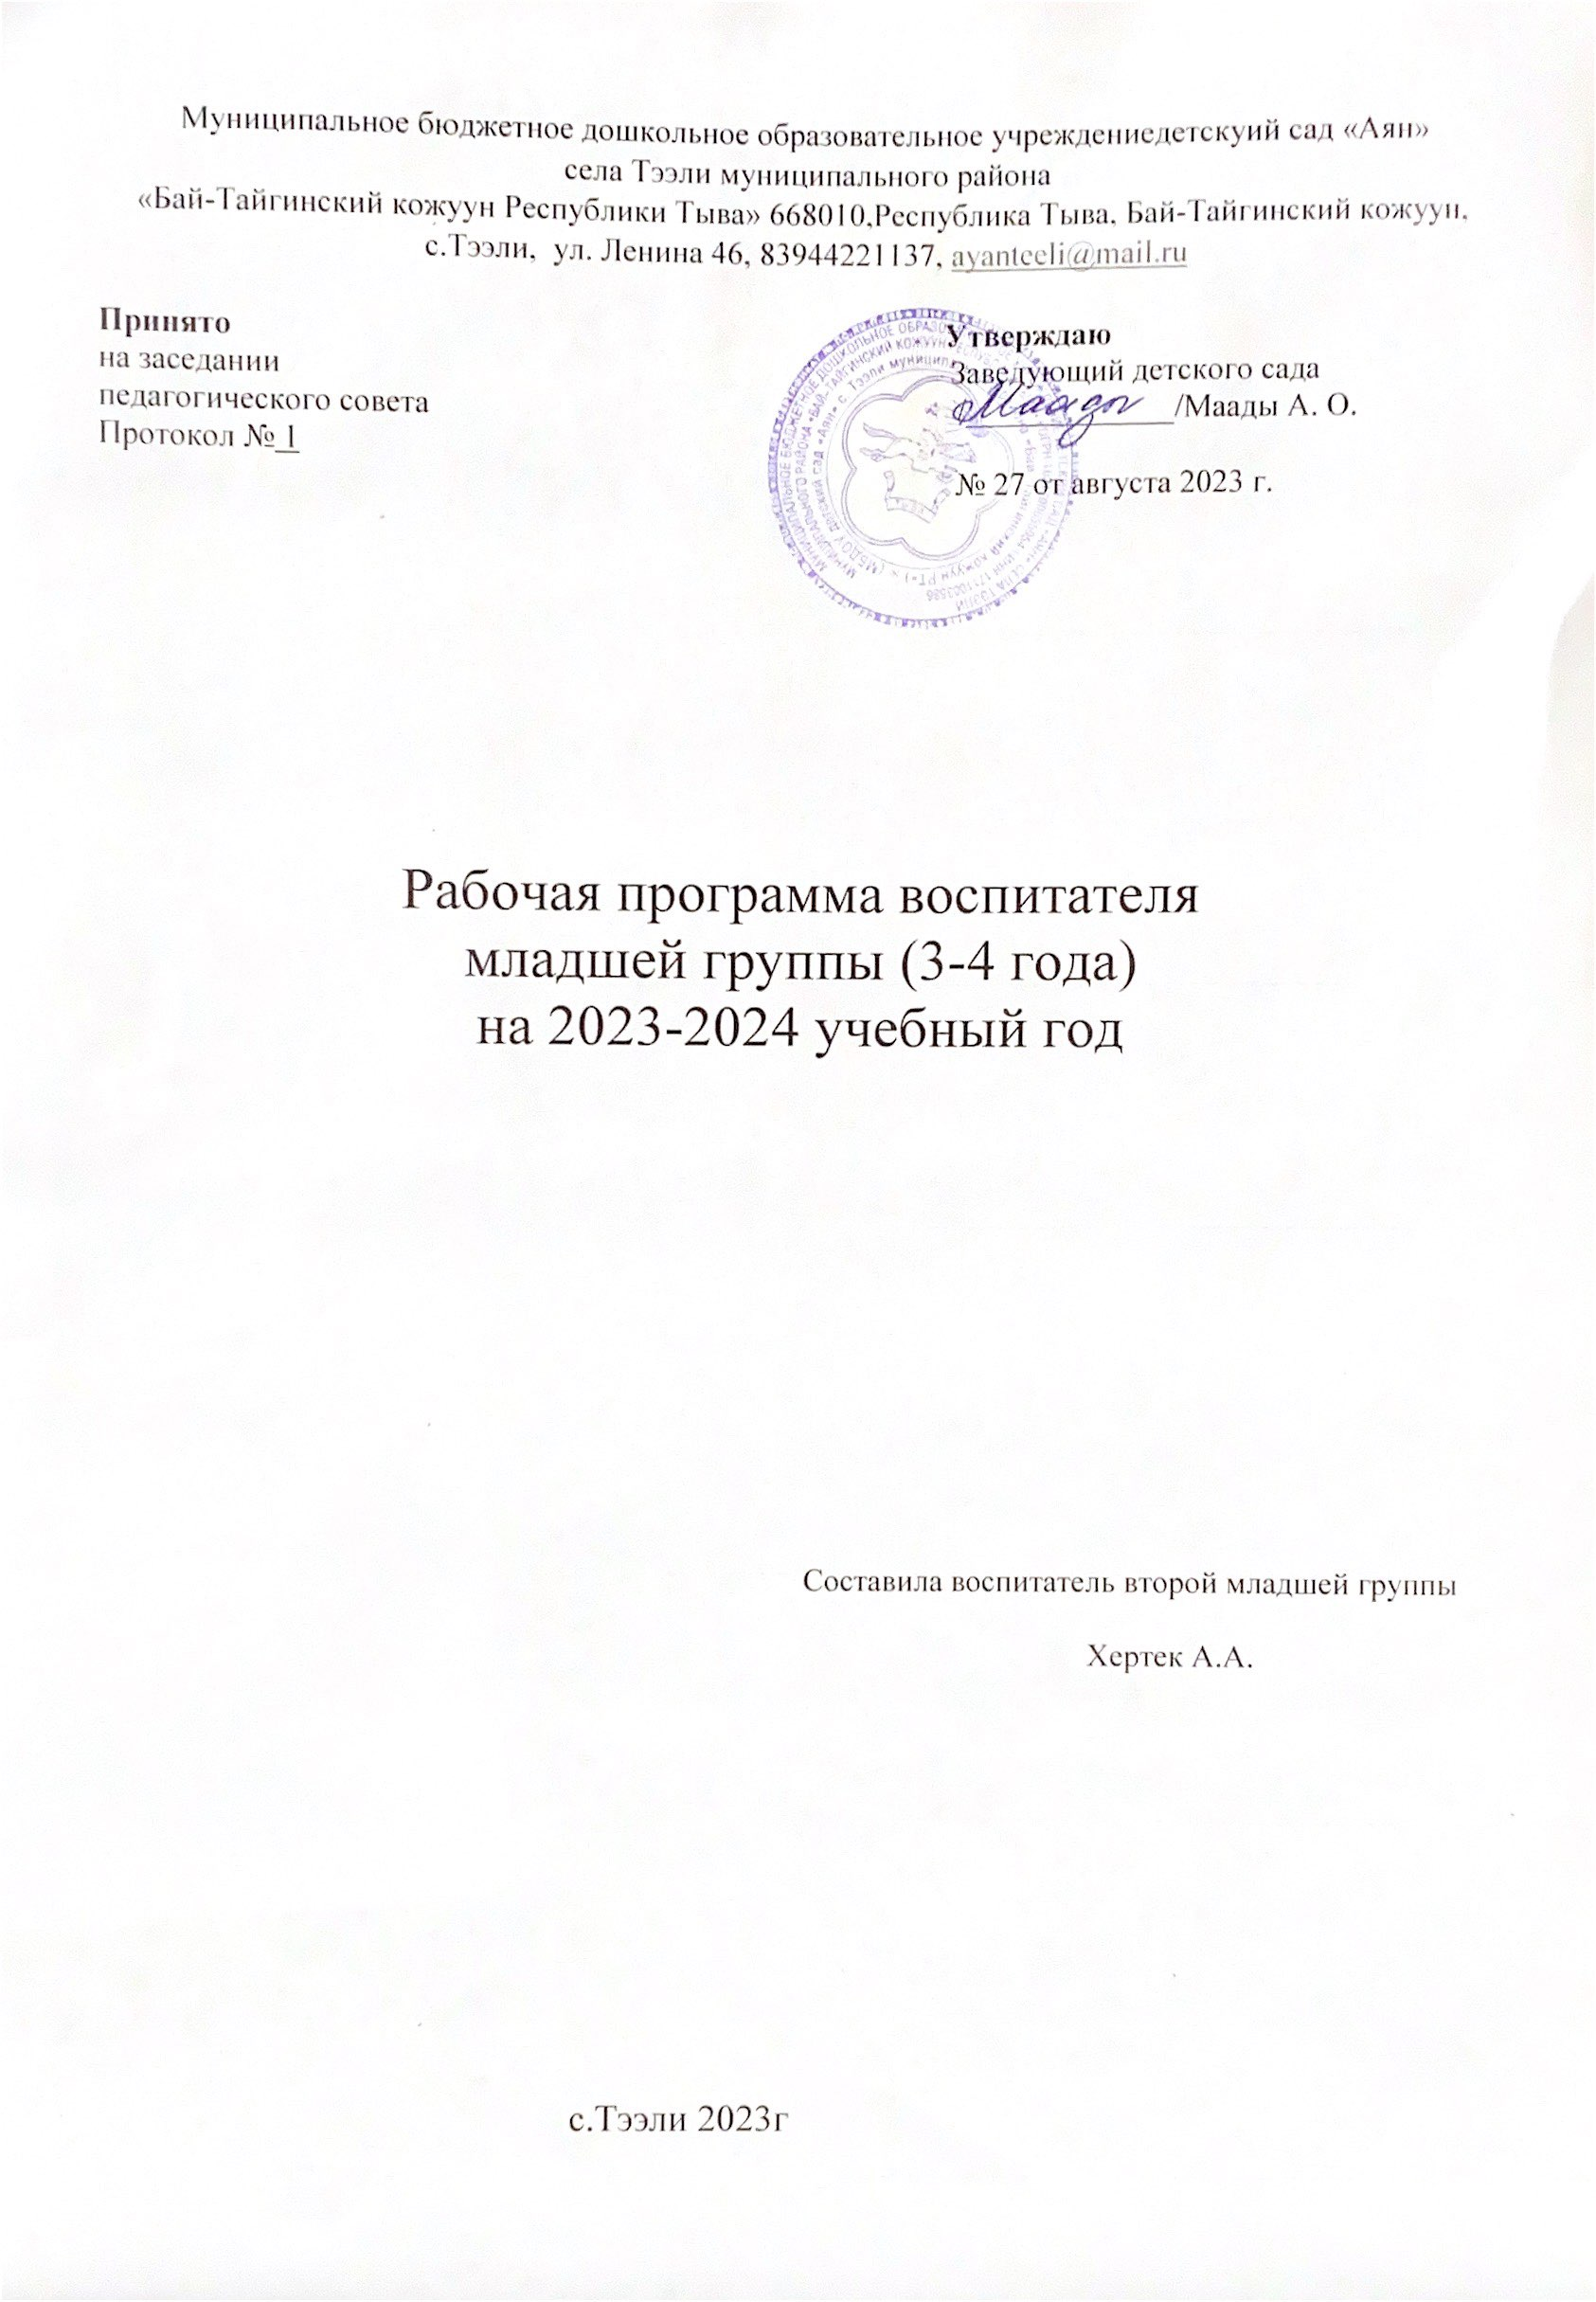 Муниципальное бюджетное дошкольное образовательное учреждениедетскуий сад «Аян»
села Тээли муниципального района
«Бай-Тайгинский кожуун Республики Тыва» 668010,Республика Тыва, Бай-Тайгинский кожуун,
с.Тээли, ул. Ленина 46, 83944221137, ayanteeli@mail.ru
Принято
на заседании
педагогического совета
Протокол № 1
Утверждаю
Заведующий детского сада
Маады/Маады А. О.
№ 27 от августа 2023 г.
Рабочая программа воспитателя
младшей группы (3-4 года)
на 2023-2024 учебный год
Составила воспитатель второй младшей группы
Хертек А.А.
с.Тээли 2023г